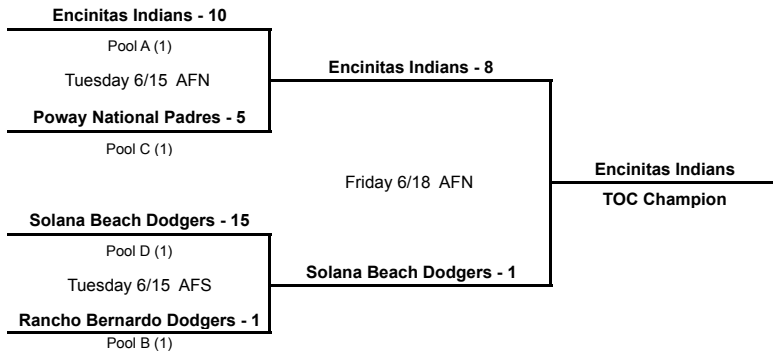 Encinitas Indians - 10
Pool A (1)
Tuesday 6/15 AFN
Encinitas Indians - 8
Poway National Padres - 5
Pool C (1)
Friday 6/18 AFN
Encinitas Indians
TOC Champion
Solana Beach Dodgers - 15
Pool D (1)
Tuesday 6/15 AFS
Solana Beach Dodgers - 1
Rancho Bernardo Dodgers - 1
Pool B (1)